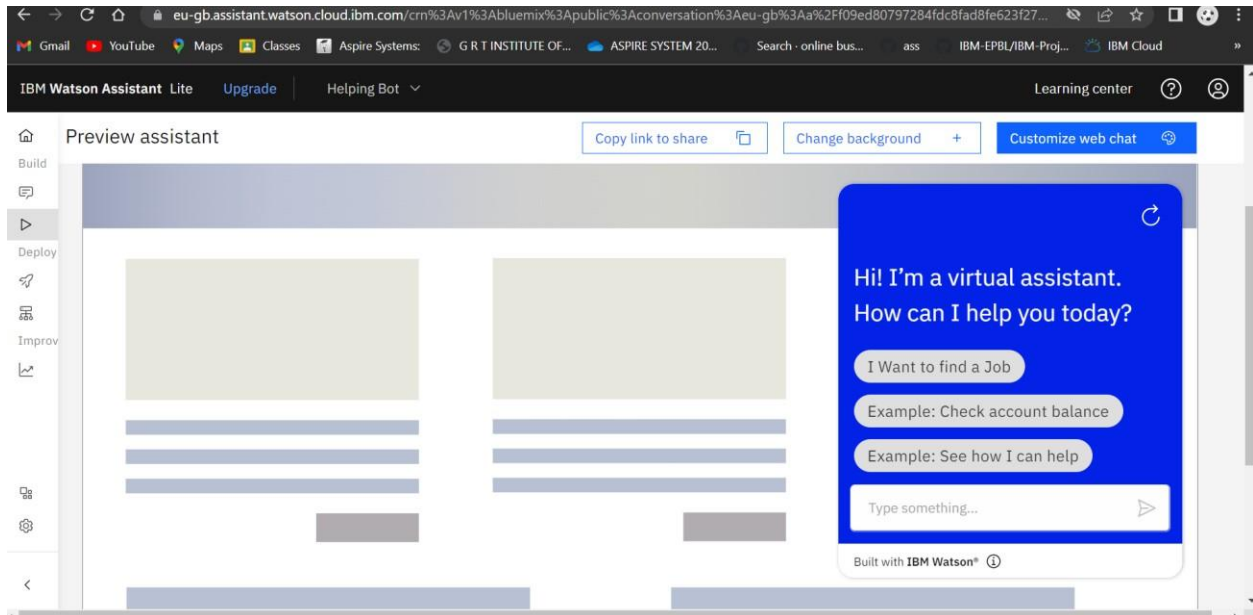 eu-gb.assistant.watson.cloud.ibm.com/crn%3Av1%3Abluemix%3Apublic%3Aconversation%3Aeu-gb%3Aa%2Ff09ed80797284fdc8fad8fe623f27...
Gmail YouTube Maps Classes Aspire Systems: G R T INSTITUTE OF... ASPIRE SYSTEM 20... Search · online bus... ass IBM-EPBL/IBM-Proj... IBM Cloud »
IBM Watson Assistant Lite Upgrade Helping Bot Learning center
Preview assistant Copy link to share Change background + Customize web chat
Build
Deploy
Improv
Hi! I'm a virtual assistant.
How can I help you today?
I Want to find a Job
Example: Check account balance
Example: See how I can help
Type something...
Built with IBM Watson®